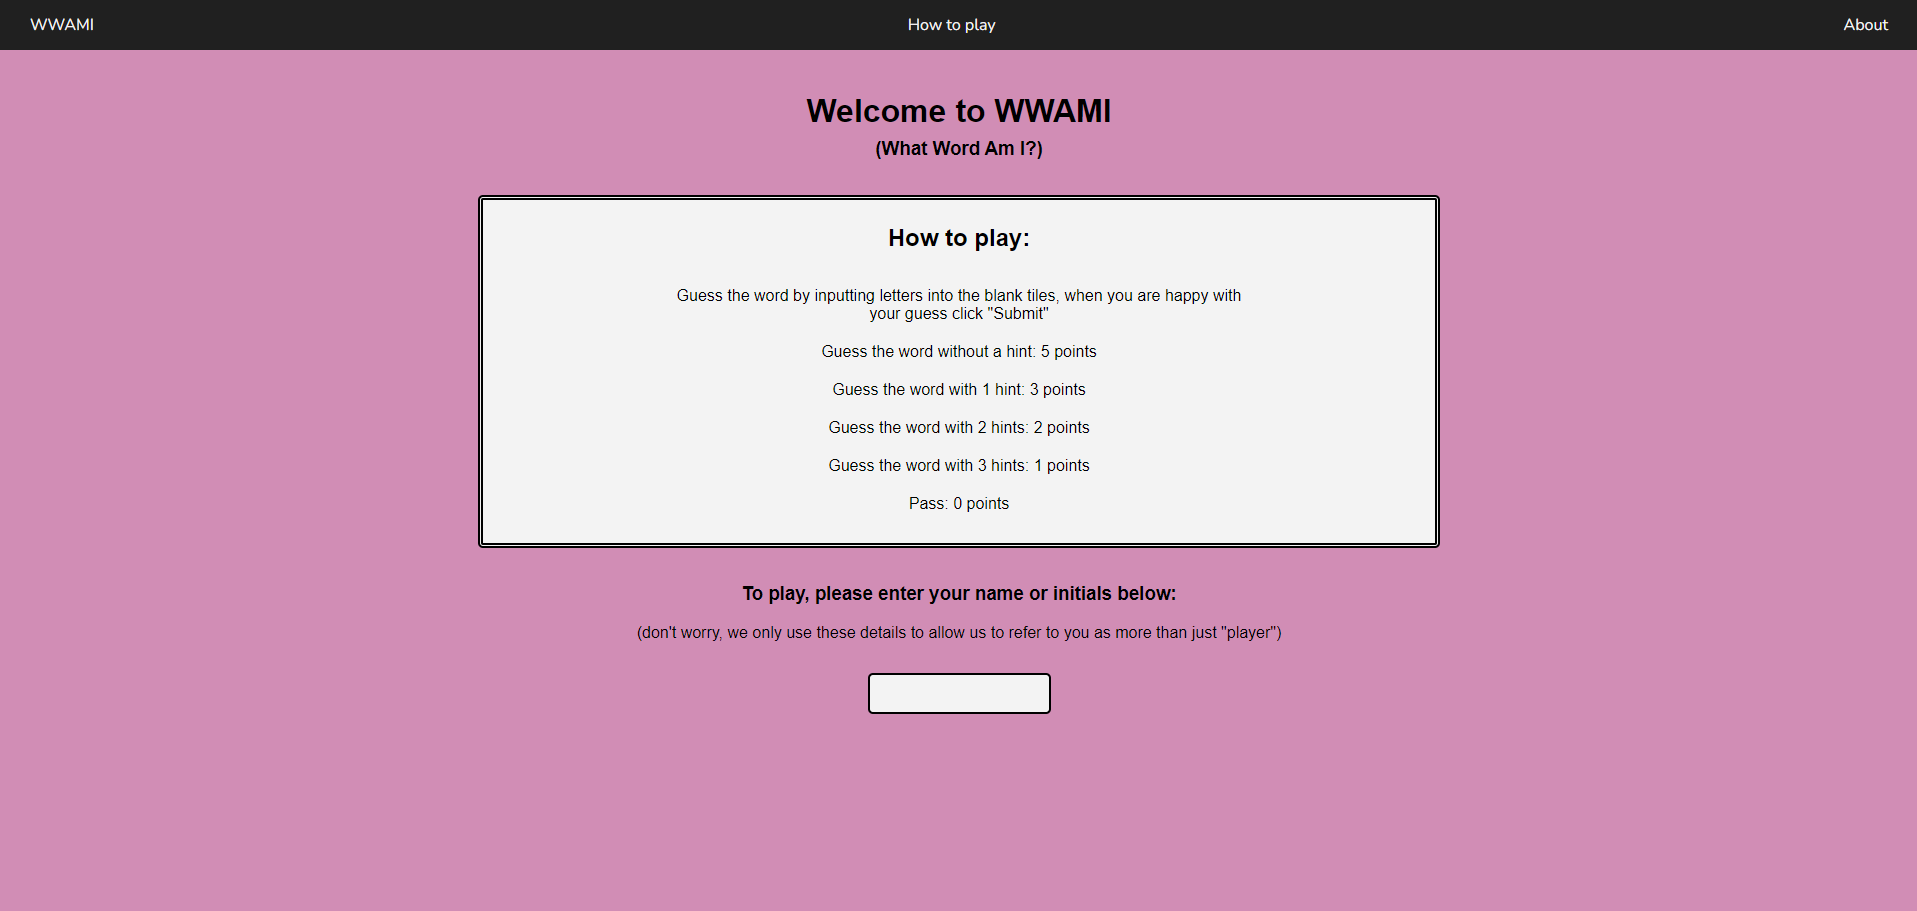 WWAMI
How to play
About
Welcome to WWAMI
(What Word Am I?)
How to play:
Guess the word by inputting letters into the blank tiles, when you are happy with
your guess click "Submit"
Guess the word without a hint: 5 points
Guess the word with 1 hint: 3 points
Guess the word with 2 hints: 2 points
Guess the word with 3 hints: 1 points
Pass: 0 points
To play, please enter your name or initials below:
(don't worry, we only use these details to allow us to refer to you as more than just "player")